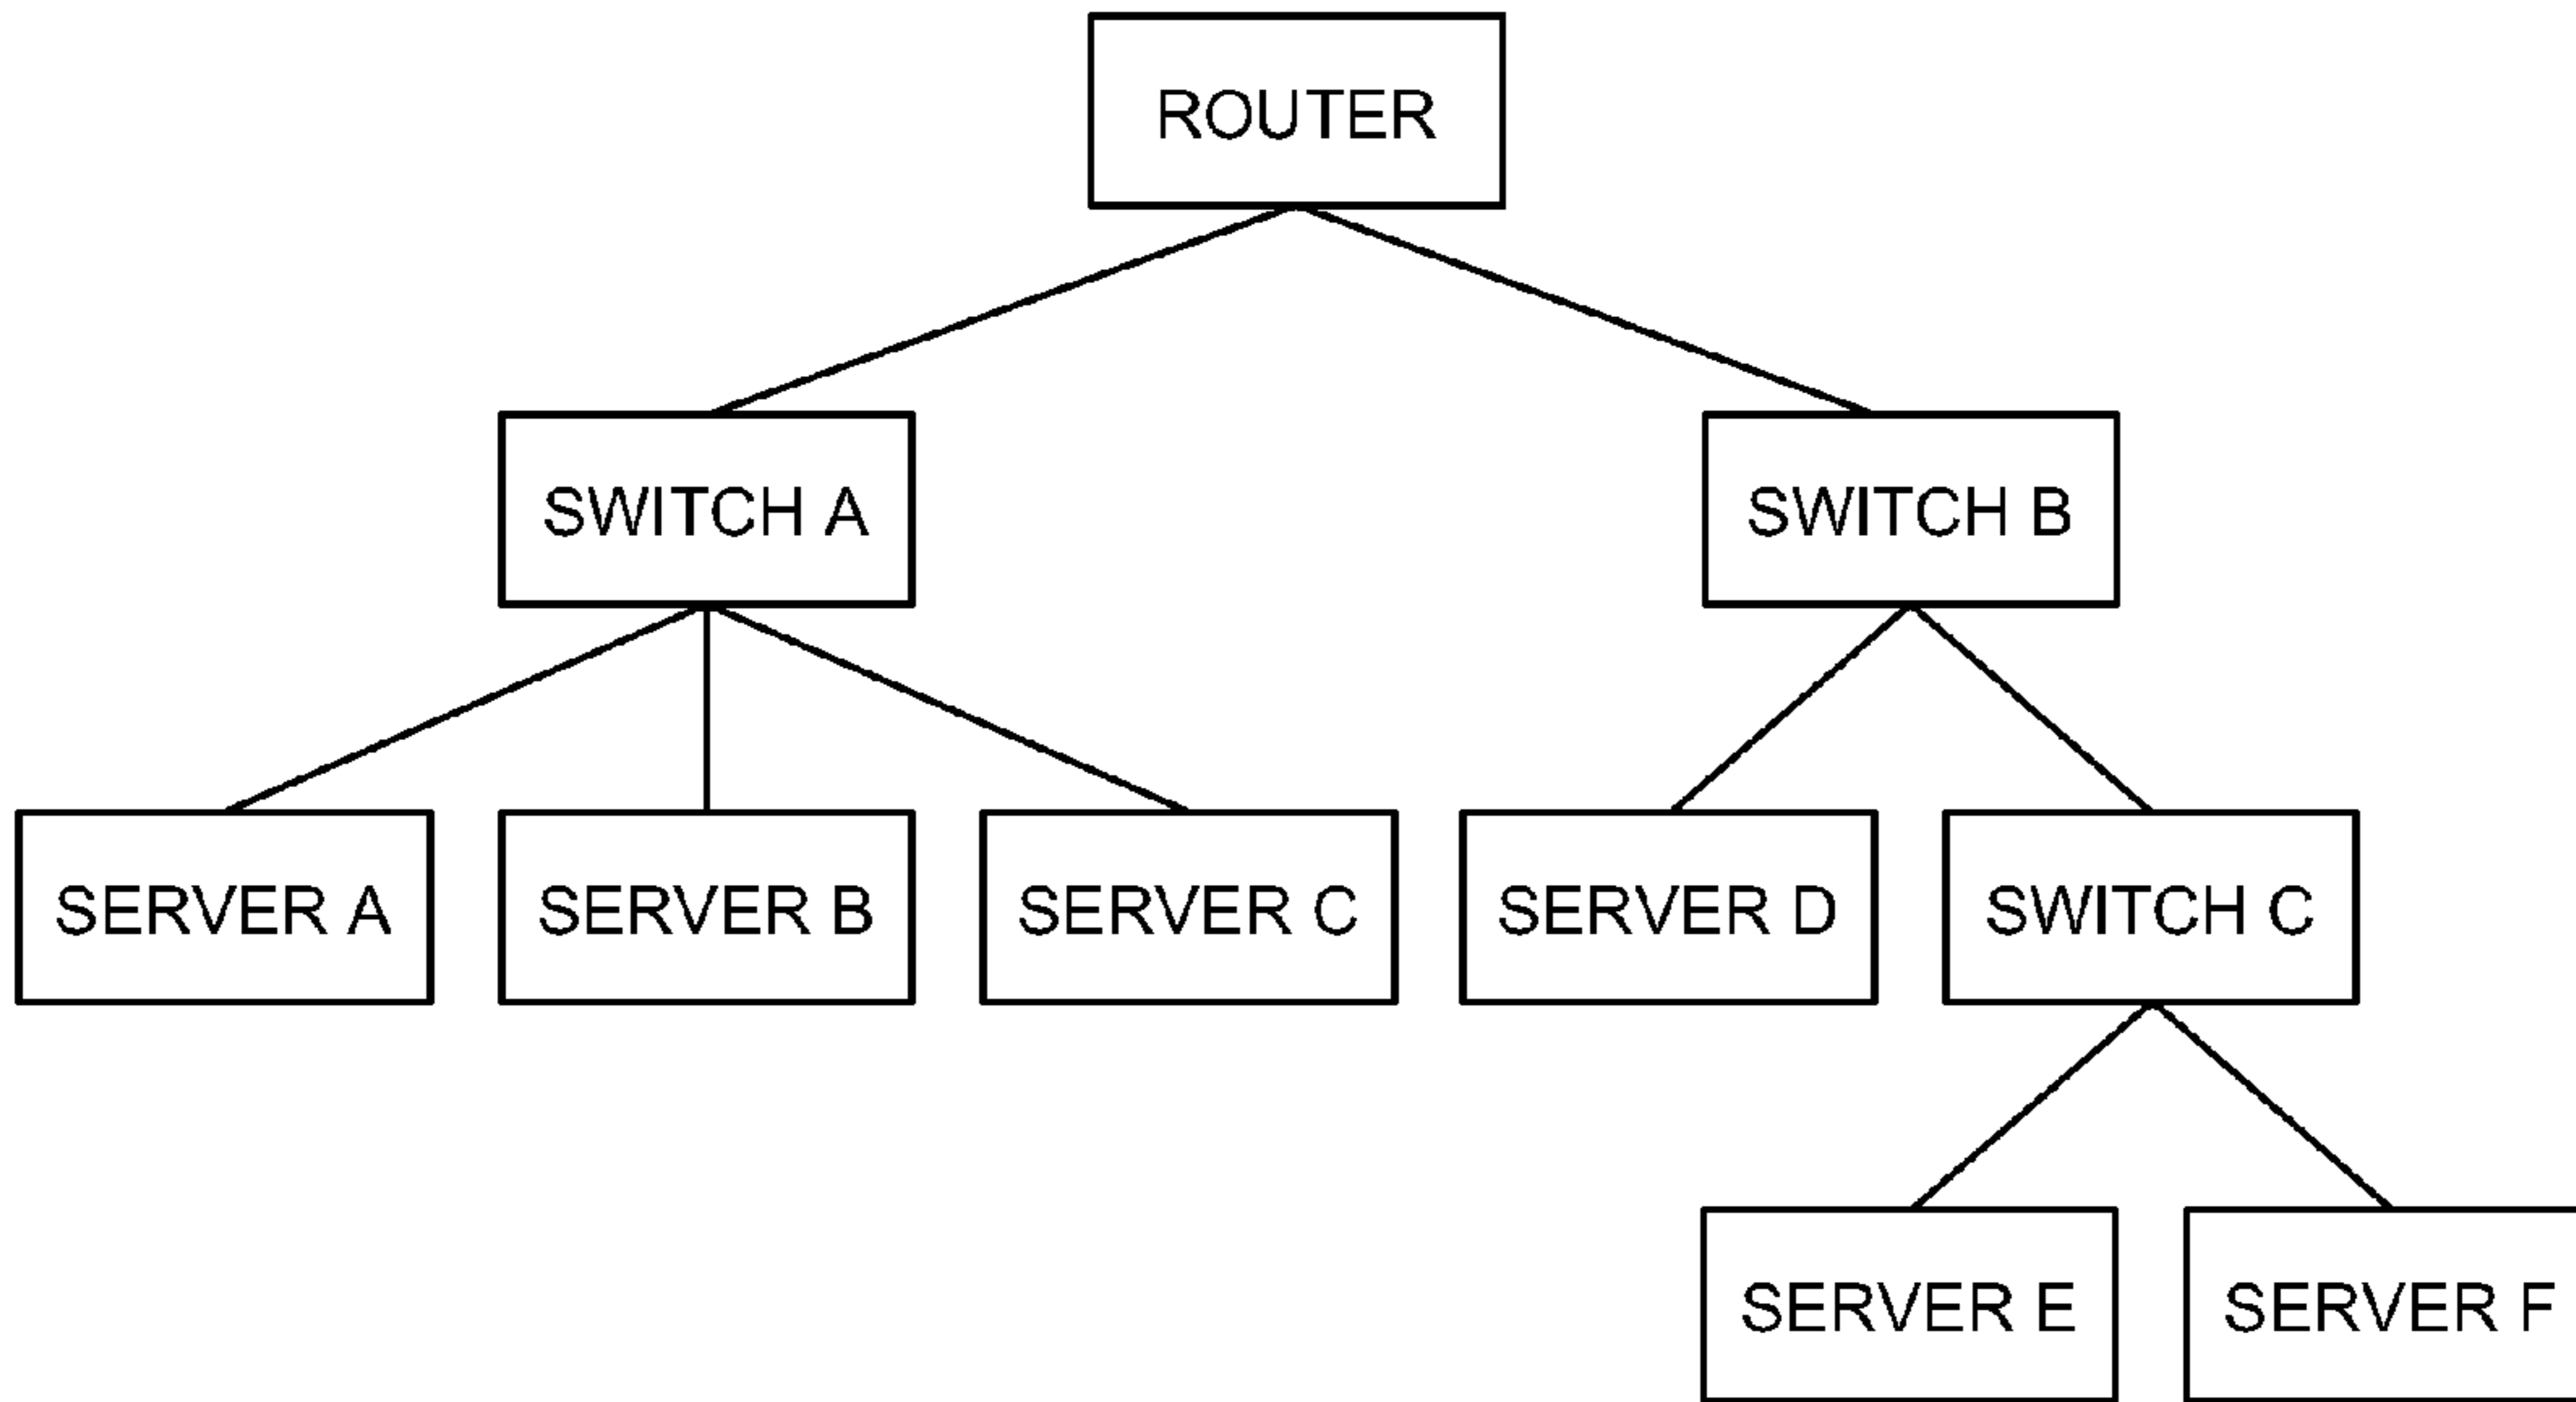 ROUTER
SWITCH A
SWITCH B
SERVER A
SERVER B
SERVER C
SERVER D
SWITCH C
SERVER E
SERVER F